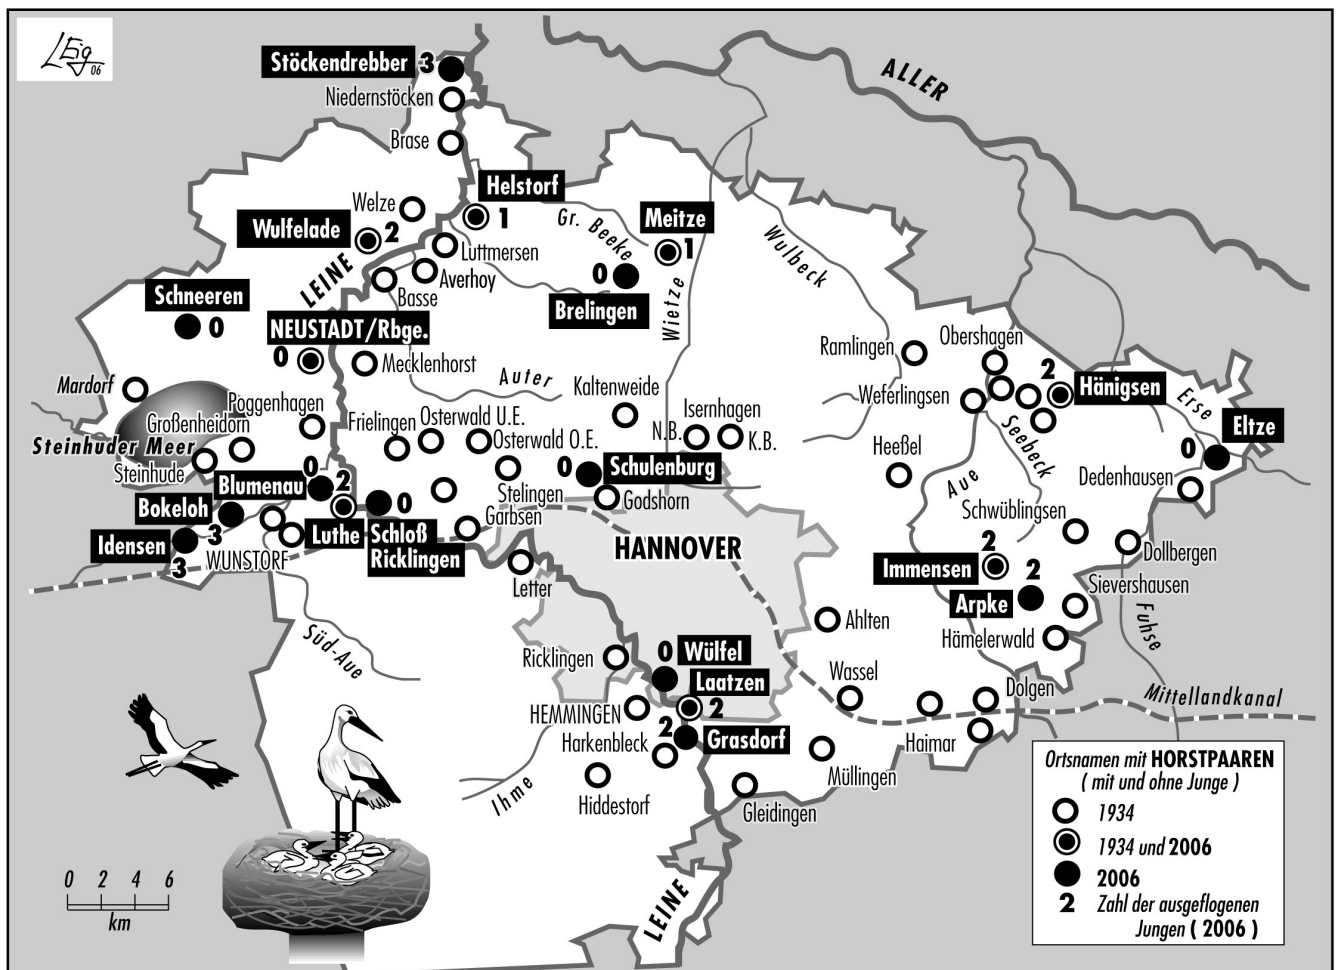 LEig
06
Stöckendrebber 3
Niedernstöcken
Brase
ALLER
Helstorf
1
Welze
Wulfelade
2
Gr. Beeke
Meitze
1
Wulbeck
Luttmersen
Averhoy
Basse
LEINE
0
Brelingen
Wietze
Schneeren
0
NEUSTADT/Rbge.
0
Mecklenhorst
Auter
Ramlingen
Obershagen
Mardorf
Kaltenweide
Weferlingsen
2
Hänigsen
Erse
Poggenhagen
Großenheidorn
Frielingen
Osterwald U.E.
Osterwald O.E.
Isernhagen
N.B.
K.B.
Seebeck
Eltze
0
Steinhuder Meer
Steinhude
Heeßel
Aue
Dedenhausen
0
Blumenau
2
0
Schulenburg
Stelingen
Godshorn
Schwüblingsen
Bokeloh
3
0
Garbsen
Idensen
3
WUNSTORF
Luthe
Schloß
Ricklingen
HANNOVER
2
Immensen
Dollbergen
2
Arpke
Sievershausen
Letter
Ahlten
Hämelerwald
Fuhse
Süd-Aue
Ricklingen
0
Wülfel
Laatzen
2
Wassel
Dolgen
Mittellandkanal
HEMMINGEN
Harkenbleck
2
Grasdorf
Haimar
Müllingen
Ihme
Hiddestorf
Gleidingen
LEINE
0 2 4 6
km
Ortsnamen mit HORSTPAAREN
( mit und ohne Junge )
1934
1934 und 2006
2006
2 Zahl der ausgeflogenen
Jungen ( 2006 )